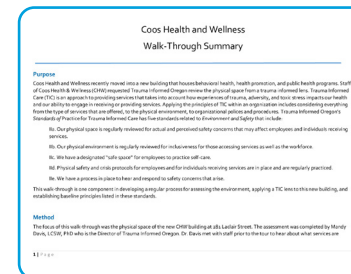 Coos Health and Wellness
Walk-Through Summary
Purpose
Coos Health and Wellness recently moved into a new building that houses behavioral health, health promotion, and public health programs. Staff
of Coos Health & Wellness (CHW) requested Trauma Informed Oregon review the physical space from a trauma informed lens. Trauma Informed
Care (TIC) is an approach to providing services that takes into account how experiences of trauma, adversity, and toxic stress impacts our health
and our ability to engage in receiving or providing services. Applying the principles of TIC within an organization includes considering everything
from the type of services that are offered, to the physical environment, to organizational policies and procedures. Trauma Informed Oregon's
Standards of Practice for Trauma Informed Care has five standards related to Environment and Safety that include:
IIa. Our physical space is regularly reviewed for actual and perceived safety concerns that may affect employees and individuals receiving
services.
IIb. Our physical environment is regularly reviewed for inclusiveness for those accessing services as well as the workforce.
IIc. We have a designated "safe space" for employees to practice self-care.
IId. Physical safety and crisis protocols for employees and for individuals receiving services are in place and are regularly practiced.
IIe. We have a process in place to hear and respond to safety concerns that arise.
This walk-through is one component in developing a regular process for assessing the environment, applying a TIC lens to this new building, and
establishing baseline principles listed in these standards.
Method
The focus of this walk-through was the physical space of the new CHW building at 281 LaClair Street. The assessment was completed by Mandy
Davis, LCSW, PhD who is the Director of Trauma Informed Oregon. Dr. Davis met with staff prior to the tour to hear about what services are
1 | Page